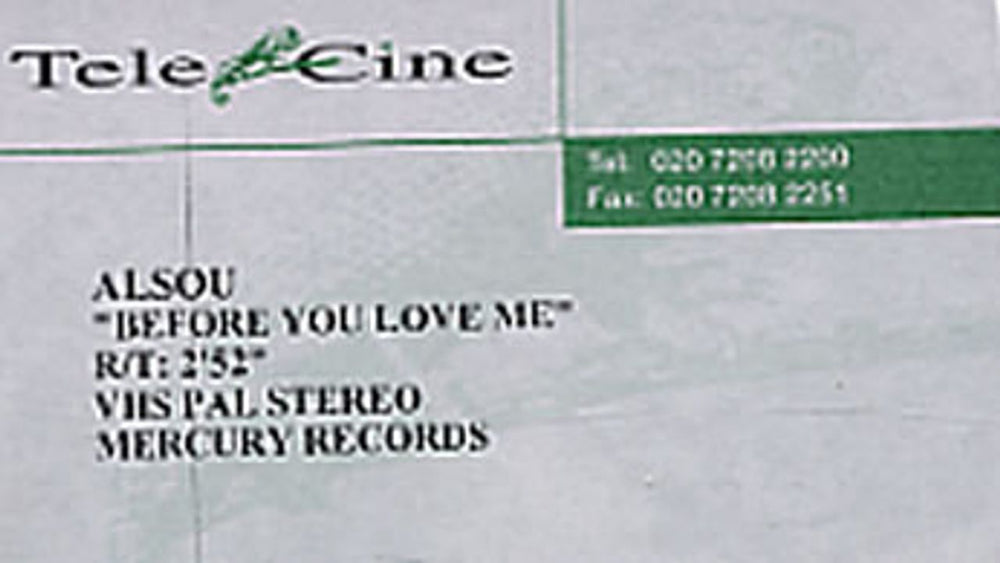 Tele Cine
Tel: 020 7208 2200
Fax: 020 7208 2251
ALSOU
"BEFORE YOU LOVE ME"
R/T: 2'52"
VHS PAL STEREO
MERCURY RECORDS